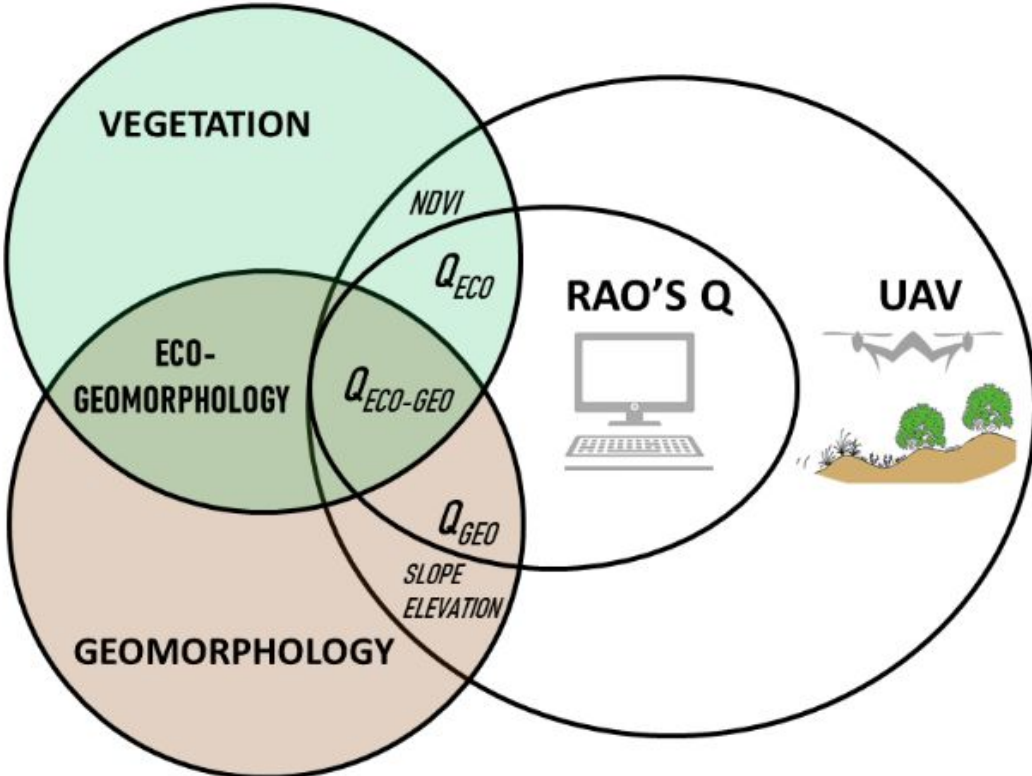 VEGETATION
NDVI
Q_ECO
RAO'S Q
UAV
ECO-
GEOMORPHOLOGY
Q_ECO-GEO
Q_GEO
SLOPE
ELEVATION
GEOMORPHOLOGY